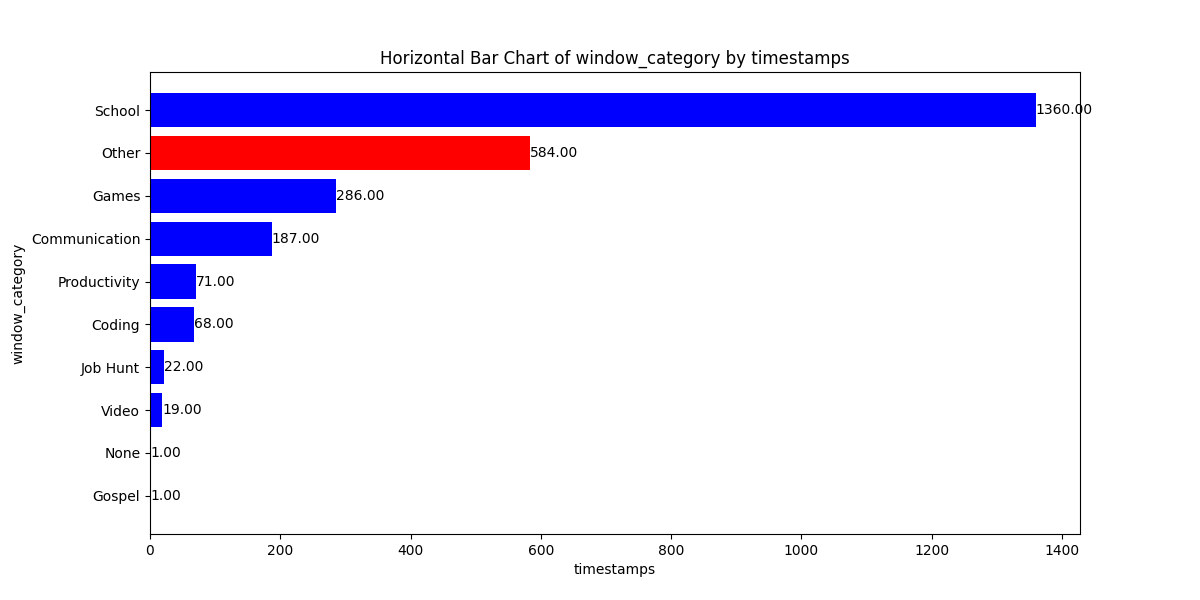 Horizontal Bar Chart of window_category by timestamps
School 1360.00
Other 584.00
Games 286.00
Communication 187.00
Productivity 71.00
Coding 68.00
Job Hunt 22.00
Video 19.00
None 1.00
Gospel 1.00
window_category
0 200 400 600 800 1000 1200 1400
timestamps